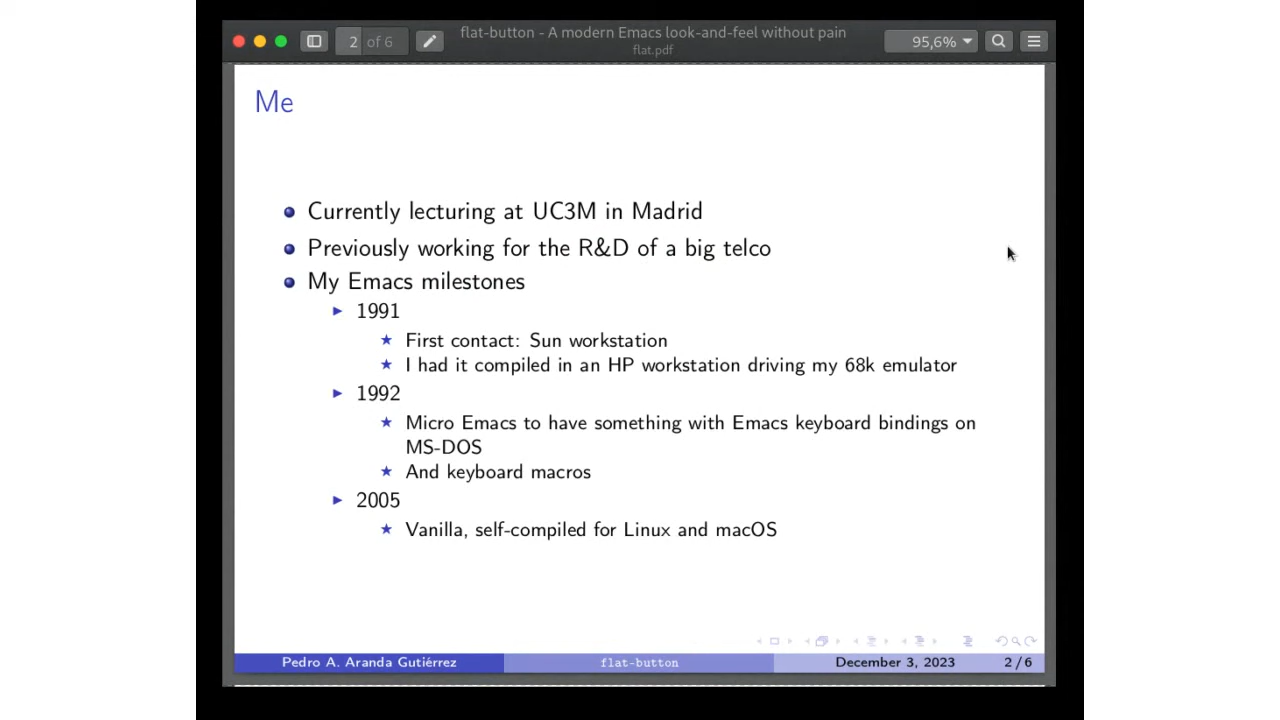 flat-button - A modern Emacs look-and-feel without pain
2 of 6
flat.pdf
95,6%
Me
Currently lecturing at UC3M in Madrid
Previously working for the R&D of a big telco
My Emacs milestones
1991
First contact: Sun workstation
I had it compiled in an HP workstation driving my 68k emulator
1992
Micro Emacs to have something with Emacs keyboard bindings on
MS-DOS
And keyboard macros
2005
Vanilla, self-compiled for Linux and macOS
Pedro A. Aranda Gutiérrez
flat-button
December 3, 2023
2 / 6